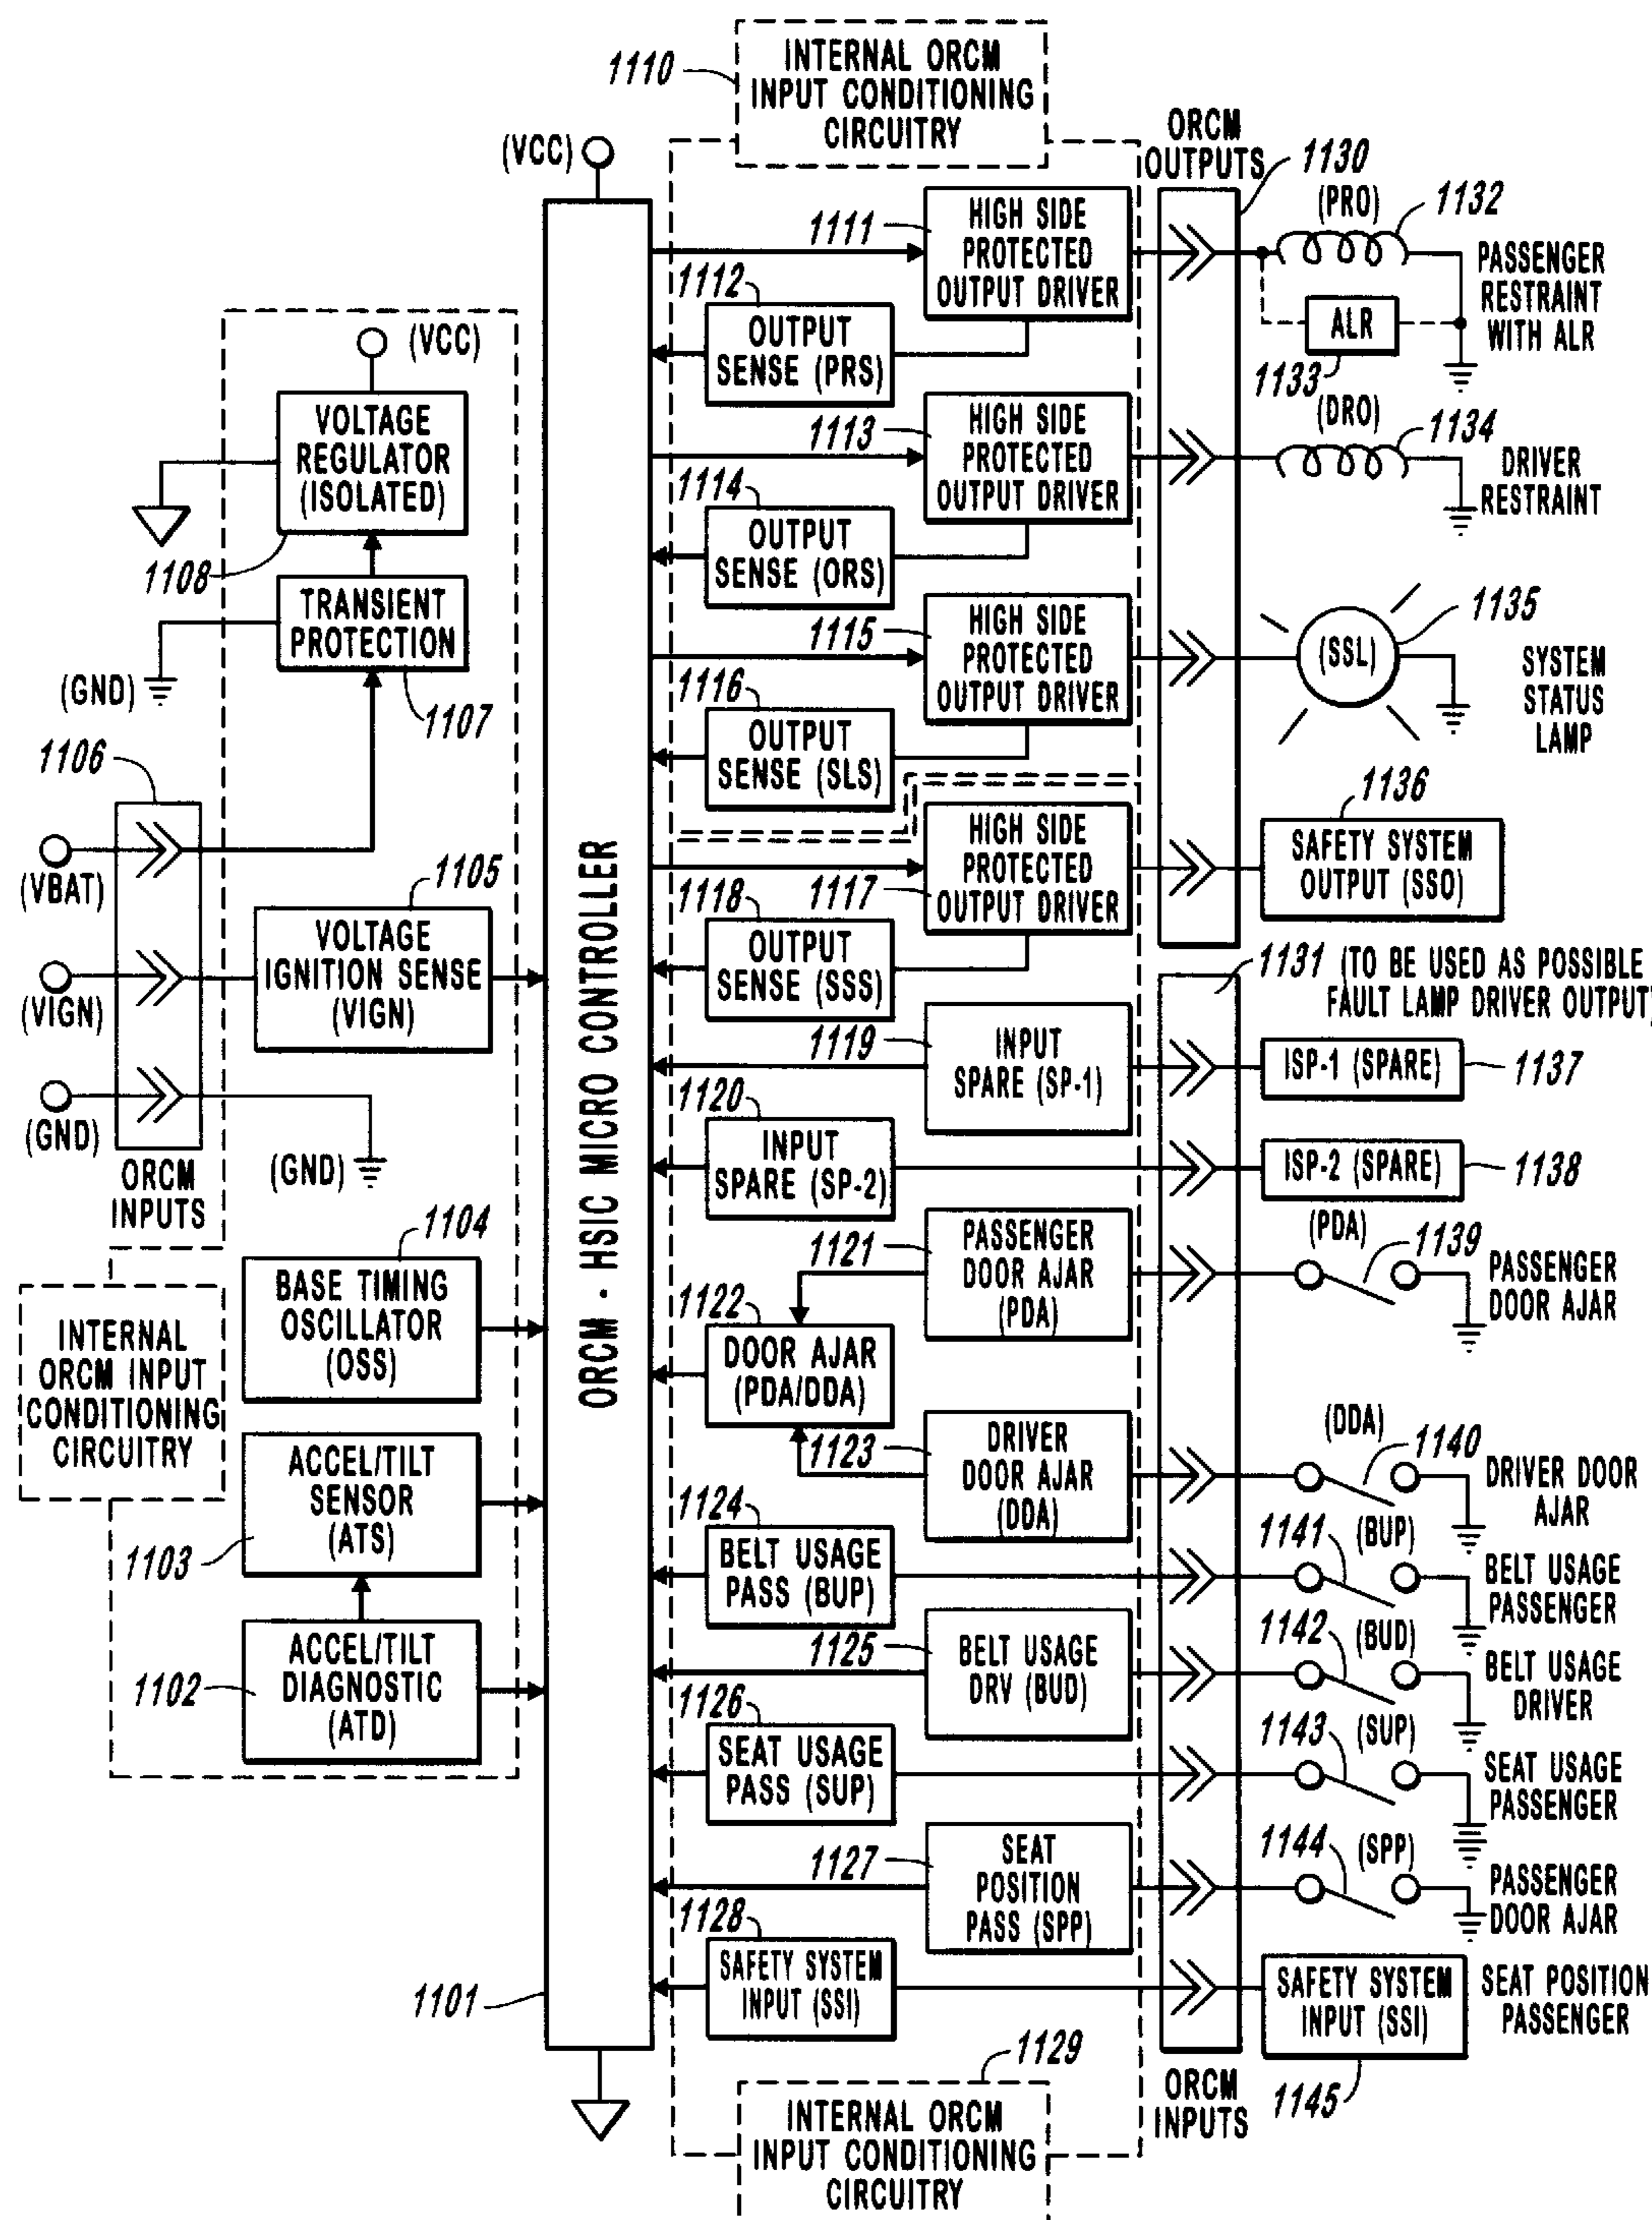 1110
INTERNAL ORCM
INPUT CONDITIONING
CIRCUITRY
(VCC)
ORCM
OUTPUTS
1130
(PRO)
1132
1111
HIGH SIDE
PROTECTED
OUTPUT DRIVER
PASSENGER
RESTRAINT
WITH ALR
1112
OUTPUT
SENSE (PRS)
ALR
1133
(VCC)
VOLTAGE
REGULATOR
(ISOLATED)
1108
1113
HIGH SIDE
PROTECTED
OUTPUT DRIVER
(DRO)
1134
DRIVER
RESTRAINT
1114
OUTPUT
SENSE (ORS)
TRANSIENT
PROTECTION
(GND)
1107
1115
HIGH SIDE
PROTECTED
OUTPUT DRIVER
(SSL)
1135
SYSTEM
STATUS
LAMP
1116
OUTPUT
SENSE (SLS)
1106
(VBAT)
(VIGN)
(GND)
ORCM
INPUTS
1105
VOLTAGE
IGNITION SENSE
(VIGN)
(GND)
ORCM - HSIC MICRO CONTROLLER
1117
HIGH SIDE
PROTECTED
OUTPUT DRIVER
1136
SAFETY SYSTEM
OUTPUT (SSO)
1118
OUTPUT
SENSE (SSS)
1131 (TO BE USED AS POSSIBLE
FAULT LAMP DRIVER OUTPUT)
1119
INPUT
SPARE (SP-1)
ISP-1 (SPARE)
1137
1120
INPUT
SPARE (SP-2)
ISP-2 (SPARE)
1138
1104
BASE TIMING
OSCILLATOR
(OSS)
INTERNAL
ORCM INPUT
CONDITIONING
CIRCUITRY
1121
PASSENGER
DOOR AJAR
(PDA)
(PDA)
1139
PASSENGER
DOOR AJAR
1122
DOOR AJAR
(PDA/DDA)
ACCEL/TILT
SENSOR
(ATS)
1103
1123
DRIVER
DOOR AJAR
(DDA)
(DDA)
1140
DRIVER DOOR
AJAR
1124
BELT USAGE
PASS (BUP)
1141
(BUP)
BELT USAGE
PASSENGER
ACCEL/TILT
DIAGNOSTIC
(ATD)
1102
1125
BELT USAGE
DRV (BUD)
1142
(BUD)
BELT USAGE
DRIVER
1126
SEAT USAGE
PASS (SUP)
1143
(SUP)
SEAT USAGE
PASSENGER
1127
SEAT
POSITION
PASS (SPP)
1144
(SPP)
PASSENGER
DOOR AJAR
1128
SAFETY SYSTEM
INPUT (SSI)
1101
SAFETY SYSTEM
INPUT (SSI)
SEAT POSITION
PASSENGER
1145
1129
INTERNAL ORCM
INPUT CONDITIONING
CIRCUITRY
ORCM
INPUTS